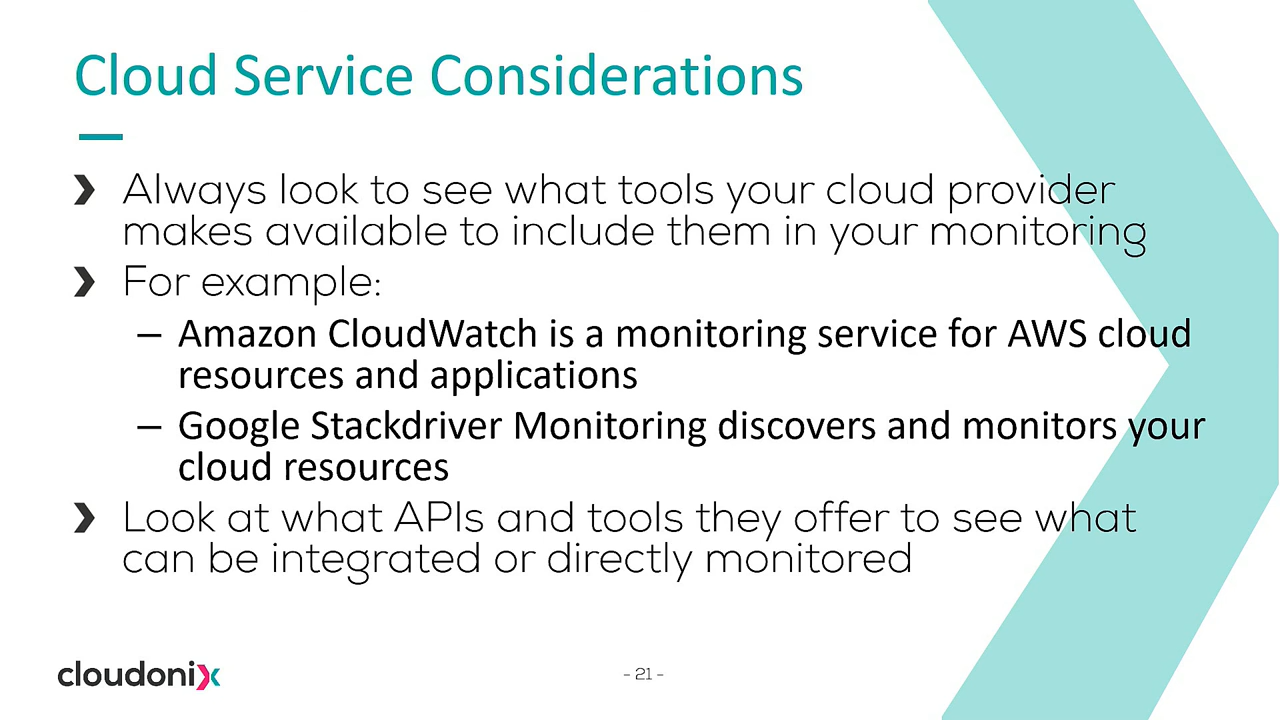 Cloud Service Considerations
Always look to see what tools your cloud provider
makes available to include them in your monitoring
For example:
– Amazon CloudWatch is a monitoring service for AWS cloud
resources and applications
– Google Stackdriver Monitoring discovers and monitors your
cloud resources
Look at what APIs and tools they offer to see what
can be integrated or directly monitored
cloudonix
- 21 -